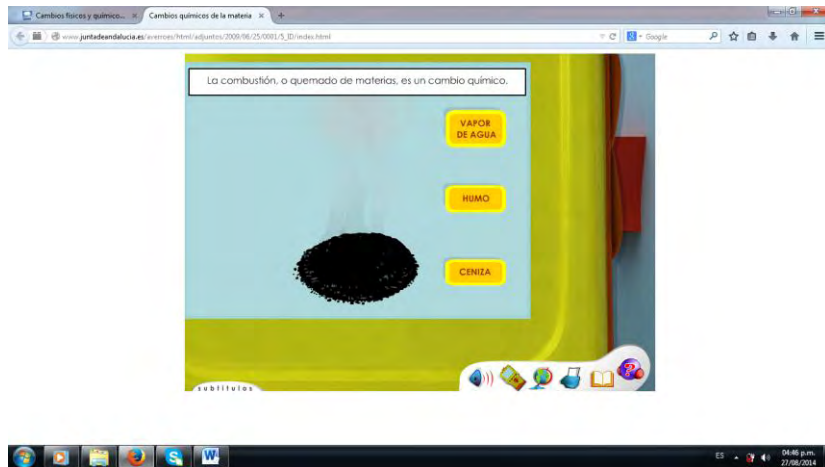 Cambios físicos y químico...
Cambios químicos de la materia
www.juntadeandalucia.es/averroes/html/adjuntos/2009/06/25/0001/5_ID/index.html
Google
La combustión, o quemado de materias, es un cambio químico.
VAPOR
DE AGUA
HUMO
CENIZA
subtítulos
ES
04:46 p.m.
27/08/2014